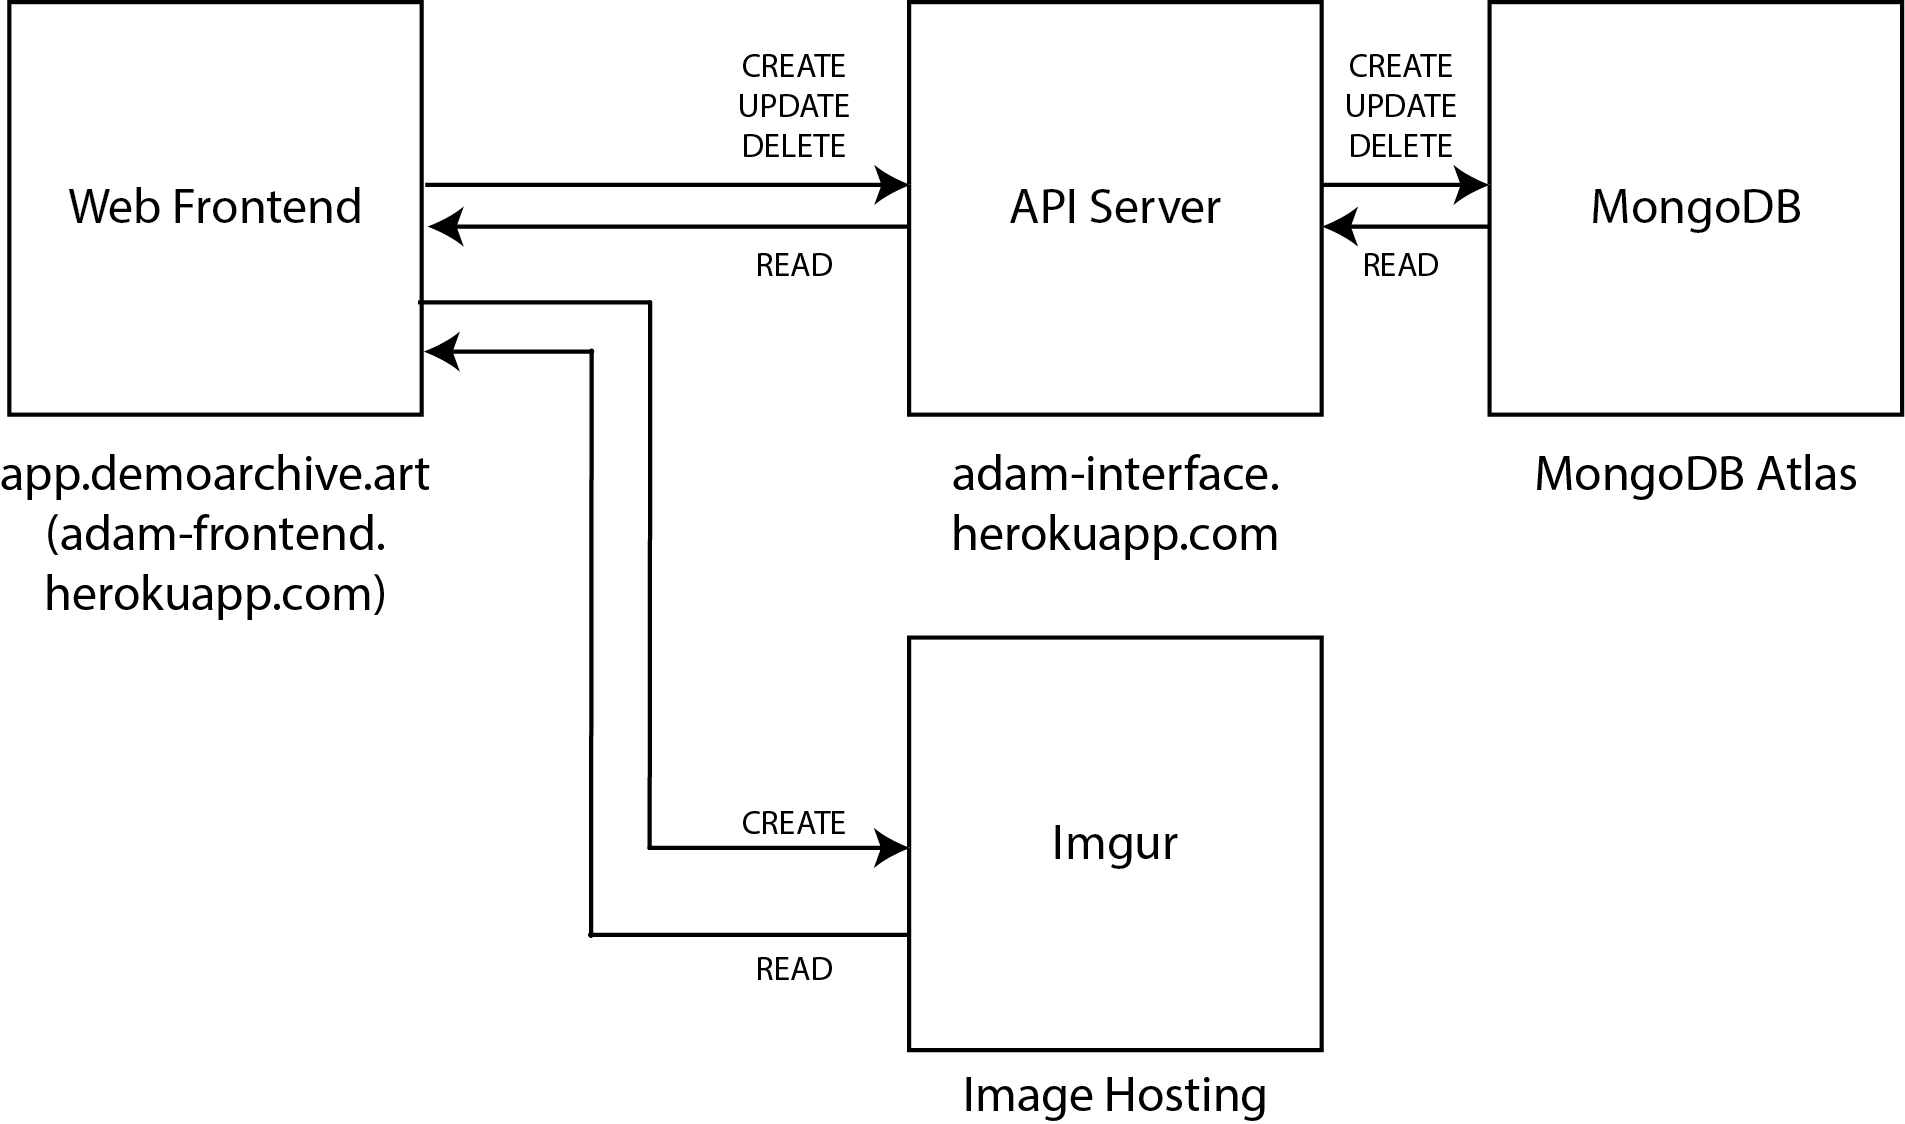 CREATE
UPDATE
DELETE
CREATE
UPDATE
DELETE
Web Frontend
API Server
MongoDB
READ
READ
app.demoarchive.art
(adam-frontend.
herokuapp.com)
adam-interface.
herokuapp.com
MongoDB Atlas
CREATE
Imgur
READ
Image Hosting